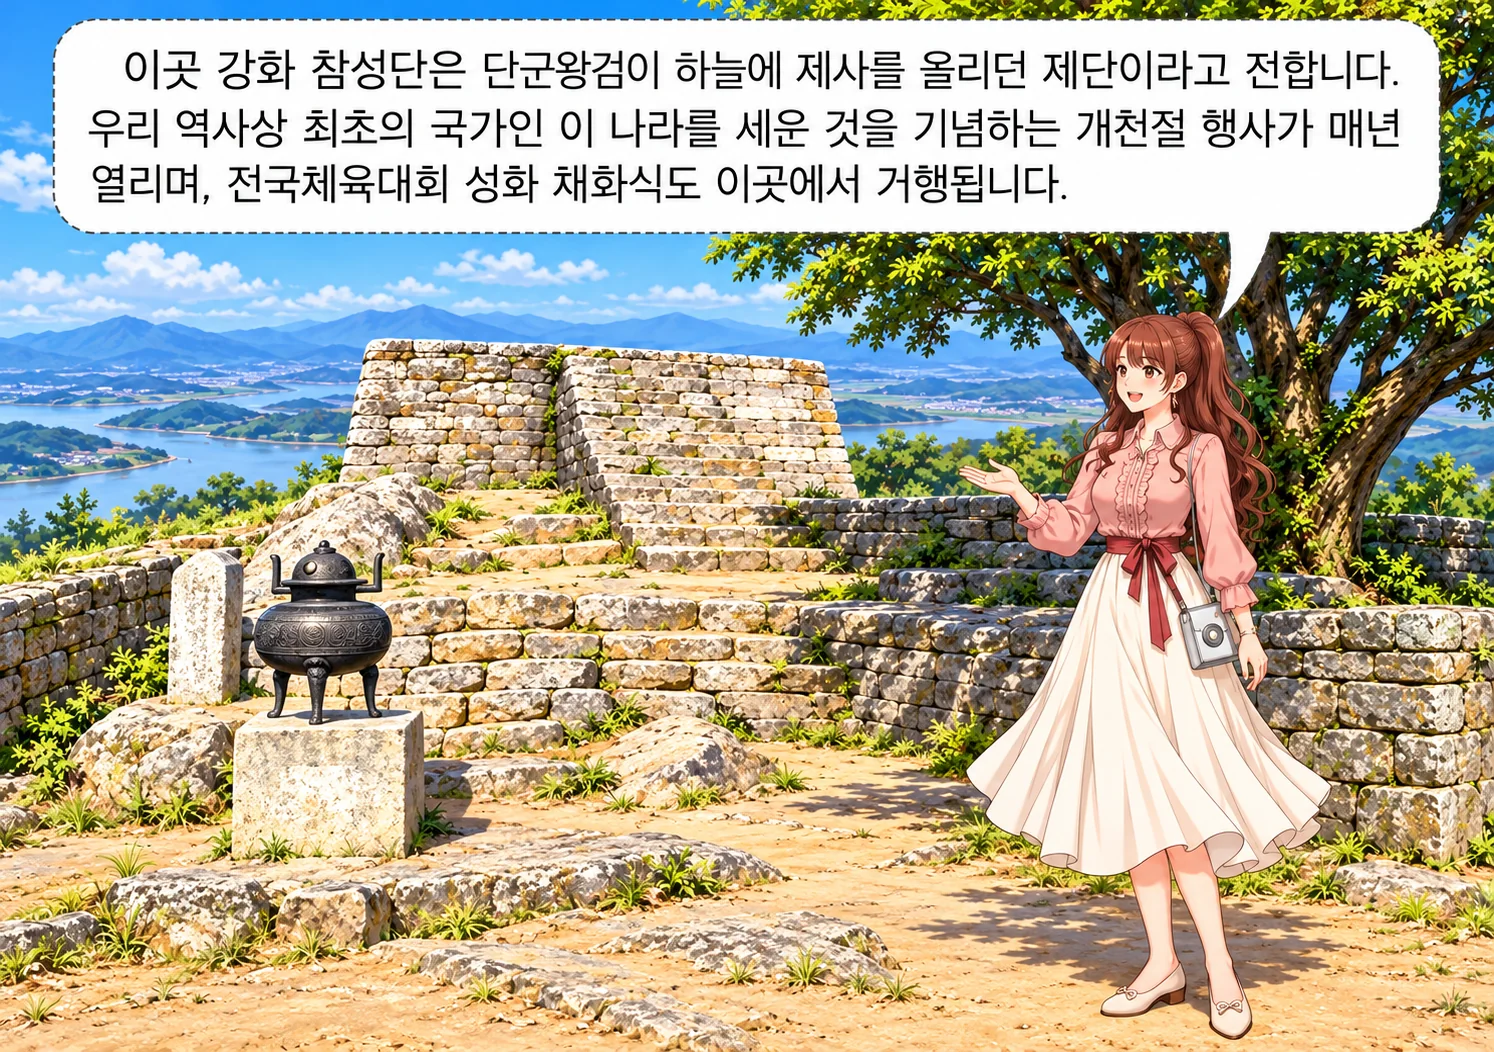 이곳 강화 참성단은 단군왕검이 하늘에 제사를 올리던 제단이라고 전합니다.
우리 역사상 최초의 국가인 이 나라를 세운 것을 기념하는 개천절 행사가 매년
열리며, 전국체육대회 성화 채화식도 이곳에서 거행됩니다.